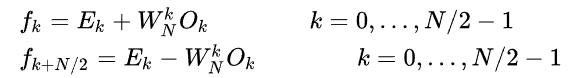 f_k = E_k + W_N^k O_k    k = 0, . . . , N/2 − 1
f_{k+N/2} = E_k − W_N^k O_k    k = 0, . . . , N/2 − 1